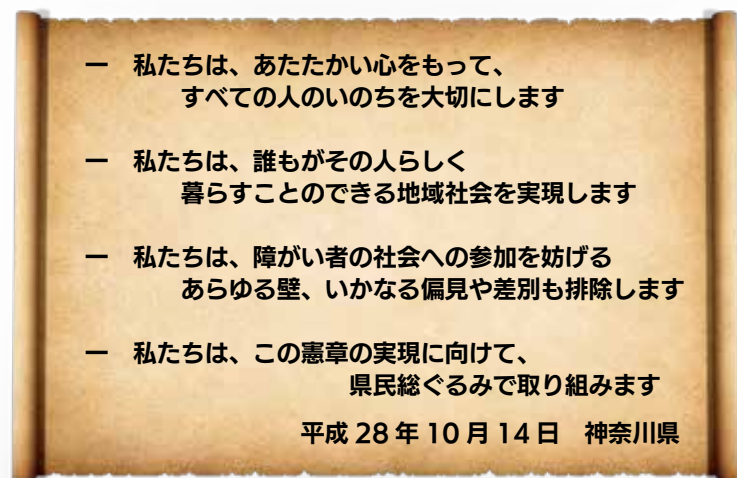 一　私たちは、あたたかい心をもって、
すべての人のいのちを大切にします
一　私たちは、誰もがその人らしく
暮らすことのできる地域社会を実現します
一　私たちは、障がい者の社会への参加を妨げる
あらゆる壁、いかなる偏見や差別も排除します
一　私たちは、この憲章の実現に向けて、
県民総ぐるみで取り組みます
平成 28 年 10 月 14 日　神奈川県